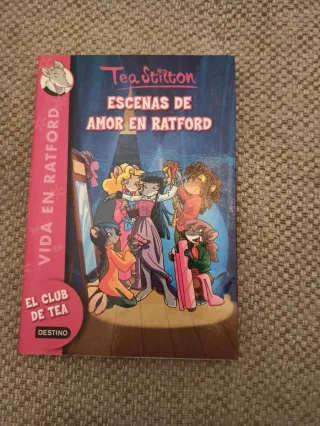 Tea Stilton
ESCENAS DE
AMOR EN RATFORD
VIDA EN RATFORD
EL CLUB
DE TEA
DESTINO